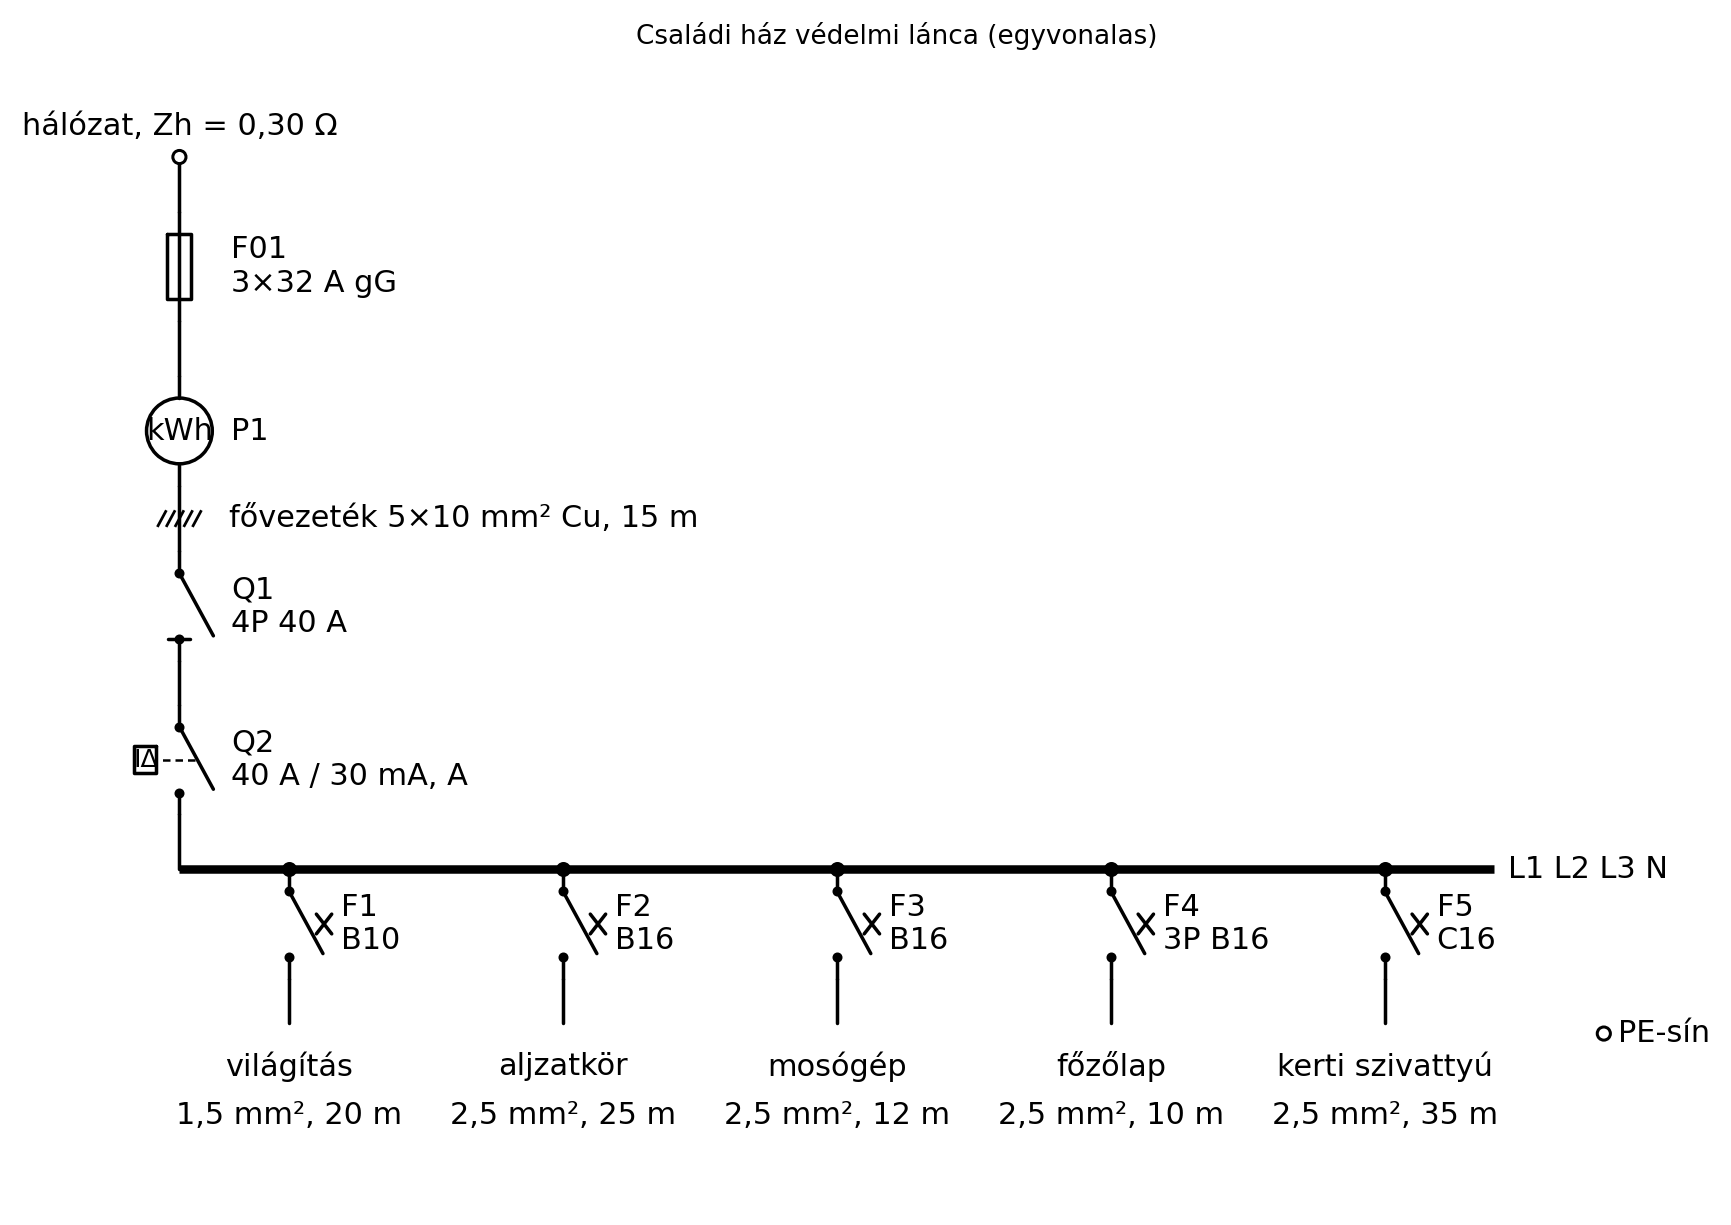 Családi ház védelmi lánca (egyvonalas)
hálózat, Zh = 0,30 Ω
F01
3×32 A gG
kWh
P1
fővezeték 5×10 mm² Cu, 15 m
Q1
4P 40 A
Q2
40 A / 30 mA, A
IΔ
L1 L2 L3 N
F1
B10
F2
B16
F3
B16
F4
3P B16
F5
C16
PE-sín
világítás
1,5 mm², 20 m
aljzatkör
2,5 mm², 25 m
mosógép
2,5 mm², 12 m
főzőlap
2,5 mm², 10 m
kerti szivattyú
2,5 mm², 35 m